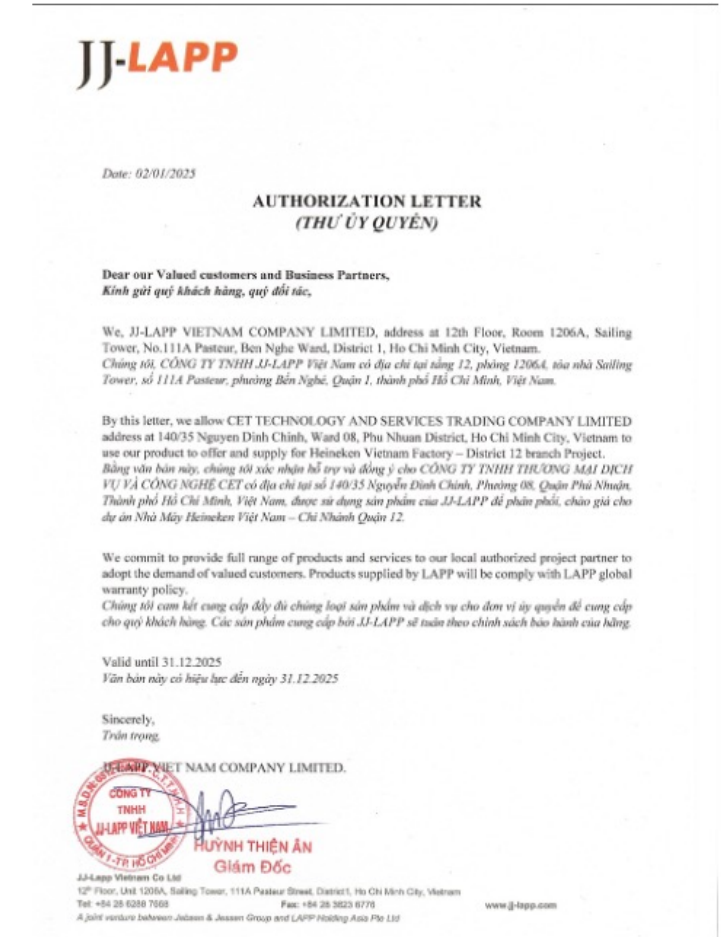 JJ-LAPP
Date: 02/01/2025
AUTHORIZATION LETTER
(THƯ ỦY QUYỀN)
Dear our Valued customers and Business Partners,
Kính gửi quý khách hàng, quý đối tác,
We, JJ-LAPP VIETNAM COMPANY LIMITED, address at 12th Floor, Room 1206A, Sailing
Tower, No.111A Pasteur, Ben Nghe Ward, District 1, Ho Chi Minh City, Vietnam.
Chúng tôi, CÔNG TY TNHH JJ-LAPP Việt Nam có địa chỉ tại tầng 12, phòng 1206A, tòa nhà Sailing
Tower, số 111A Pasteur, phường Bến Nghé, Quận 1, thành phố Hồ Chí Minh, Việt Nam.
By this letter, we allow CET TECHNOLOGY AND SERVICES TRADING COMPANY LIMITED
address at 140/35 Nguyen Dinh Chinh, Ward 08, Phu Nhuan District, Ho Chi Minh City, Vietnam to
use our product to offer and supply for Heineken Vietnam Factory – District 12 branch Project.
Bằng văn bản này, chúng tôi xác nhận hỗ trợ và đồng ý cho CÔNG TY TNHH THƯƠNG MẠI DỊCH
VỤ VÀ CÔNG NGHỆ CET có địa chỉ tại số 140/35 Nguyễn Đình Chính, Phường 08, Quận Phú Nhuận,
Thành phố Hồ Chí Minh, Việt Nam, được sử dụng sản phẩm của JJ-LAPP để phân phối, chào giá cho
dự án Nhà Máy Heineken Việt Nam – Chi Nhánh Quận 12.
We commit to provide full range of products and services to our local authorized project partner to
adopt the demand of valued customers. Products supplied by LAPP will be comply with LAPP global
warranty policy.
Chúng tôi cam kết cung cấp đầy đủ chủng loại sản phẩm và dịch vụ cho đơn vị ủy quyền để cung cấp
cho quý khách hàng. Các sản phẩm cung cấp bởi JJ-LAPP sẽ tuân theo chính sách bảo hành của hãng.
Valid until 31.12.2025
Văn bản này có hiệu lực đến ngày 31.12.2025
Sincerely,
Trân trọng,
JJ-LAPP VIET NAM COMPANY LIMITED.
CÔNG TY
TNHH
JJ-LAPP VIỆT NAM
QUẬN 1 - TP. HỒ CHÍ MINH
HUỲNH THIỆN ÂN
Giám Đốc
JJ-Lapp Vietnam Co Ltd
12th Floor, Unit 1206A, Sailing Tower, 111A Pasteur Street, District1, Ho Chi Minh City, Vietnam
Tel: +84 28 6288 7668 Fax: +84 28 3823 6776 www.jj-lapp.com
A joint venture between Jebsen & Jessen Group and LAPP Holding Asia Pte Ltd